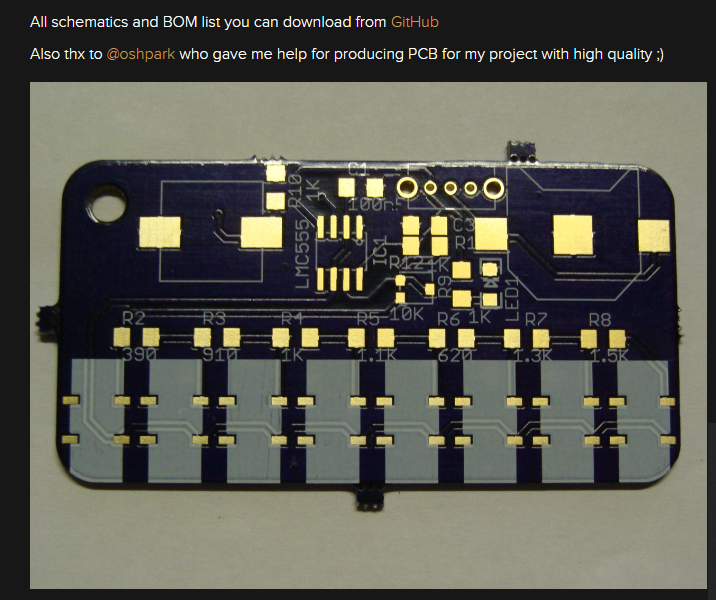 All schematics and BOM list you can download from GitHub
Also thx to @oshpark who gave me help for producing PCB for my project with high quality ;)
R10
1K
C1
100nF
LMC555
IC1
C3
R1
R12
1K
R9
10K
1K
LED1
R2 R3 R4 R5 R6 R7 R8
390 910 1K 1.1K 620 1.3K 1.5K